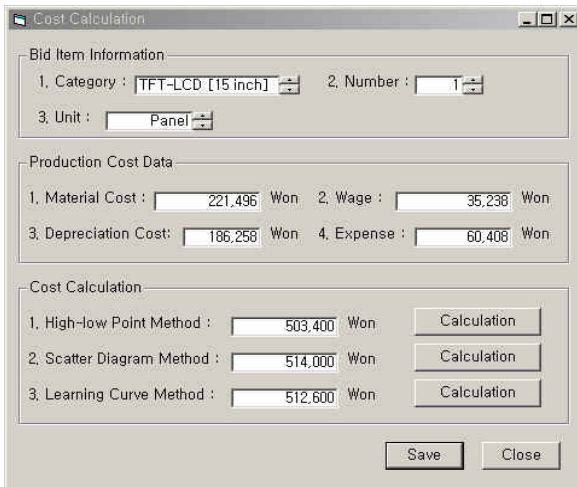 Cost Calculation
Bid Item Information
1. Category : TFT-LCD [15 inch] 2. Number : 1
3. Unit : Panel
Production Cost Data
1. Material Cost : 221,496 Won 2. Wage : 35,238 Won
3. Depreciation Cost: 186,258 Won 4. Expense : 60,408 Won
Cost Calculation
1. High-low Point Method : 503,400 Won Calculation
2. Scatter Diagram Method : 514,000 Won Calculation
3. Learning Curve Method : 512,600 Won Calculation
Save Close